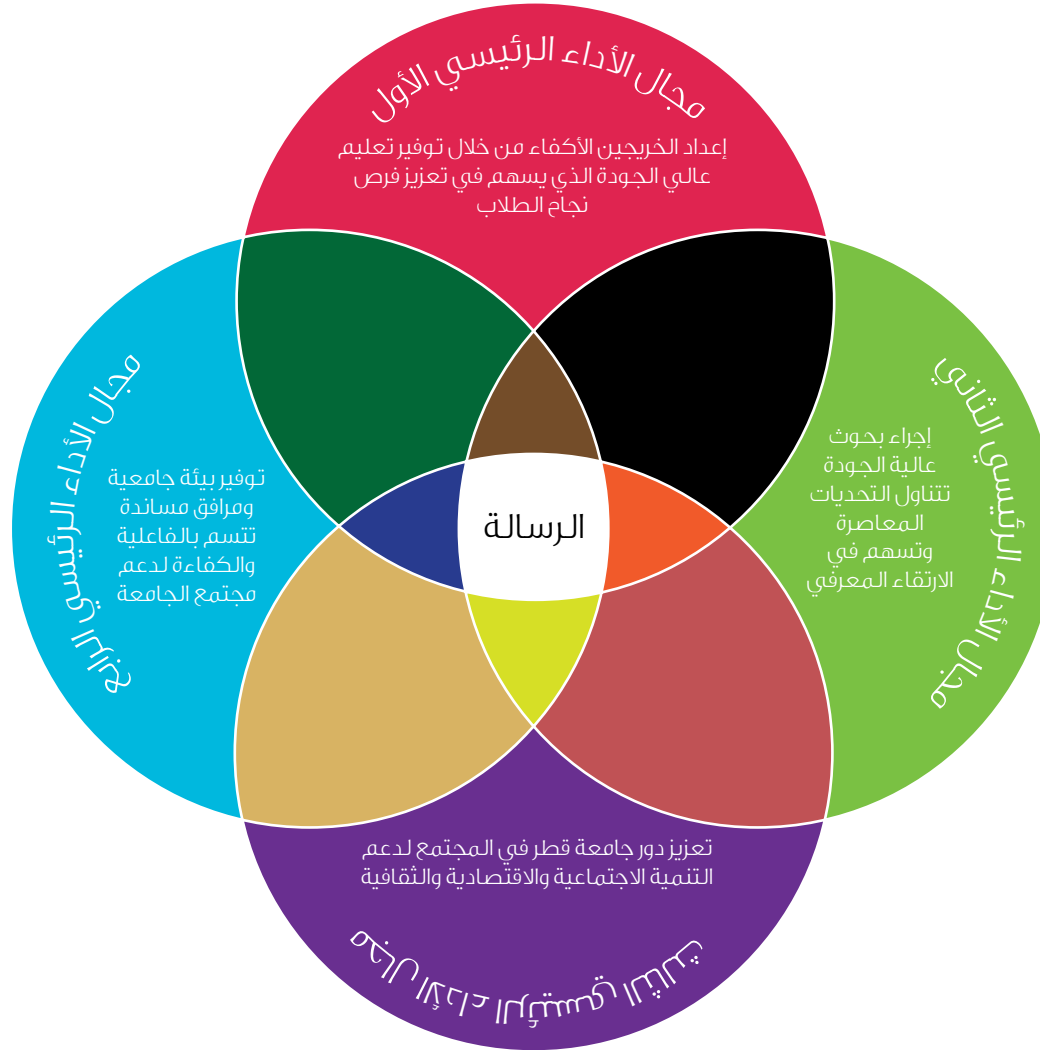 مجال الأداء الرئيسي الأول
إعداد الخريجين الأكفاء من خلال توفير تعليم
عالي الجودة الذي يسهم في تعزيز فرص
نجاح الطلاب
مجال الأداء الرئيسي الثاني
إجراء بحوث
عالية الجودة
تتناول التحديات
المعاصرة
وتسهم في
الارتقاء المعرفي
الرسالة
مجال الأداء الرئيسي الرابع
توفير بيئة جامعية
ومرافق مساندة
تتسم بالفاعلية
والكفاءة لدعم
مجتمع الجامعة
تعزيز دور جامعة قطر في المجتمع لدعم
التنمية الاجتماعية والاقتصادية والثقافية
مجال الأداء الرئيسي الثالث